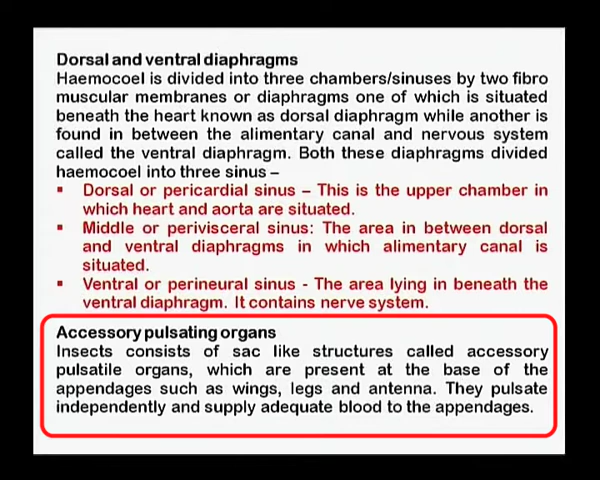 Dorsal and ventral diaphragms
Haemocoel is divided into three chambers/sinuses by two fibro
muscular membranes or diaphragms one of which is situated
beneath the heart known as dorsal diaphragm while another is
found in between the alimentary canal and nervous system
called the ventral diaphragm. Both these diaphragms divided
haemocoel into three sinus –
▪ Dorsal or pericardial sinus – This is the upper chamber in
which heart and aorta are situated.
▪ Middle or perivisceral sinus: The area in between dorsal
and ventral diaphragms in which alimentary canal is
situated.
▪ Ventral or perineural sinus - The area lying in beneath the
ventral diaphragm. It contains nerve system.
Accessory pulsating organs
Insects consists of sac like structures called accessory
pulsatile organs, which are present at the base of the
appendages such as wings, legs and antenna. They pulsate
independently and supply adequate blood to the appendages.